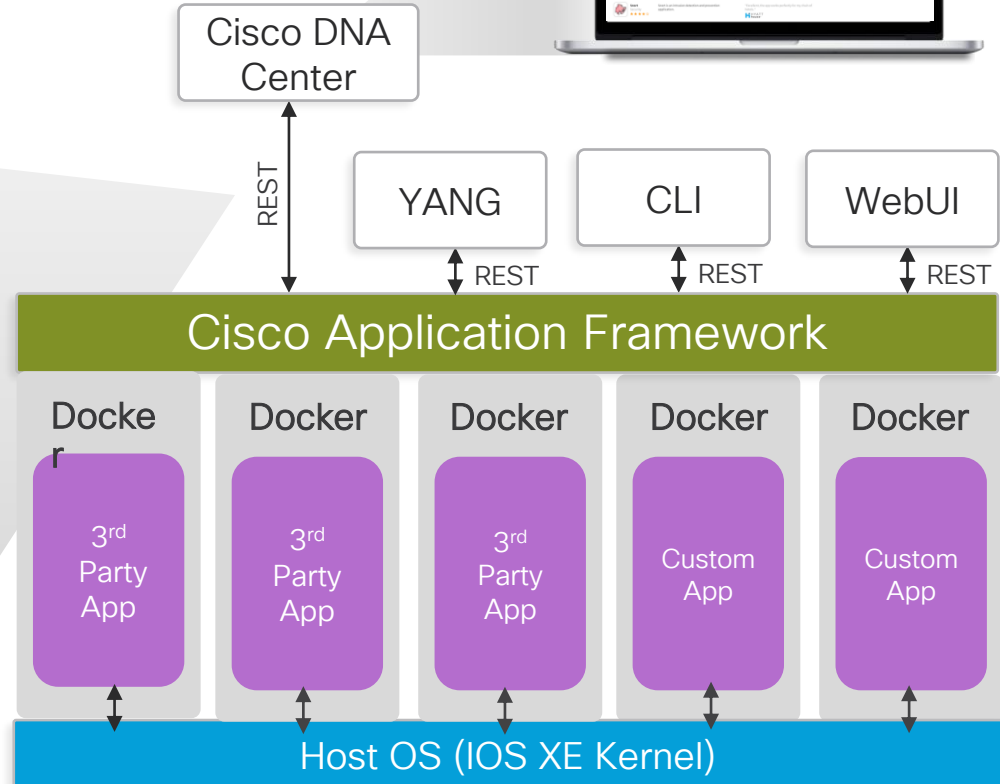 Cisco DNA
Center
REST
YANG
CLI
WebUI
REST
REST
REST
Cisco Application Framework
Docke
r
Docker
Docker
Docker
Docker
3rd
Party
App
3rd
Party
App
3rd
Party
App
Custom
App
Custom
App
Host OS (IOS XE Kernel)